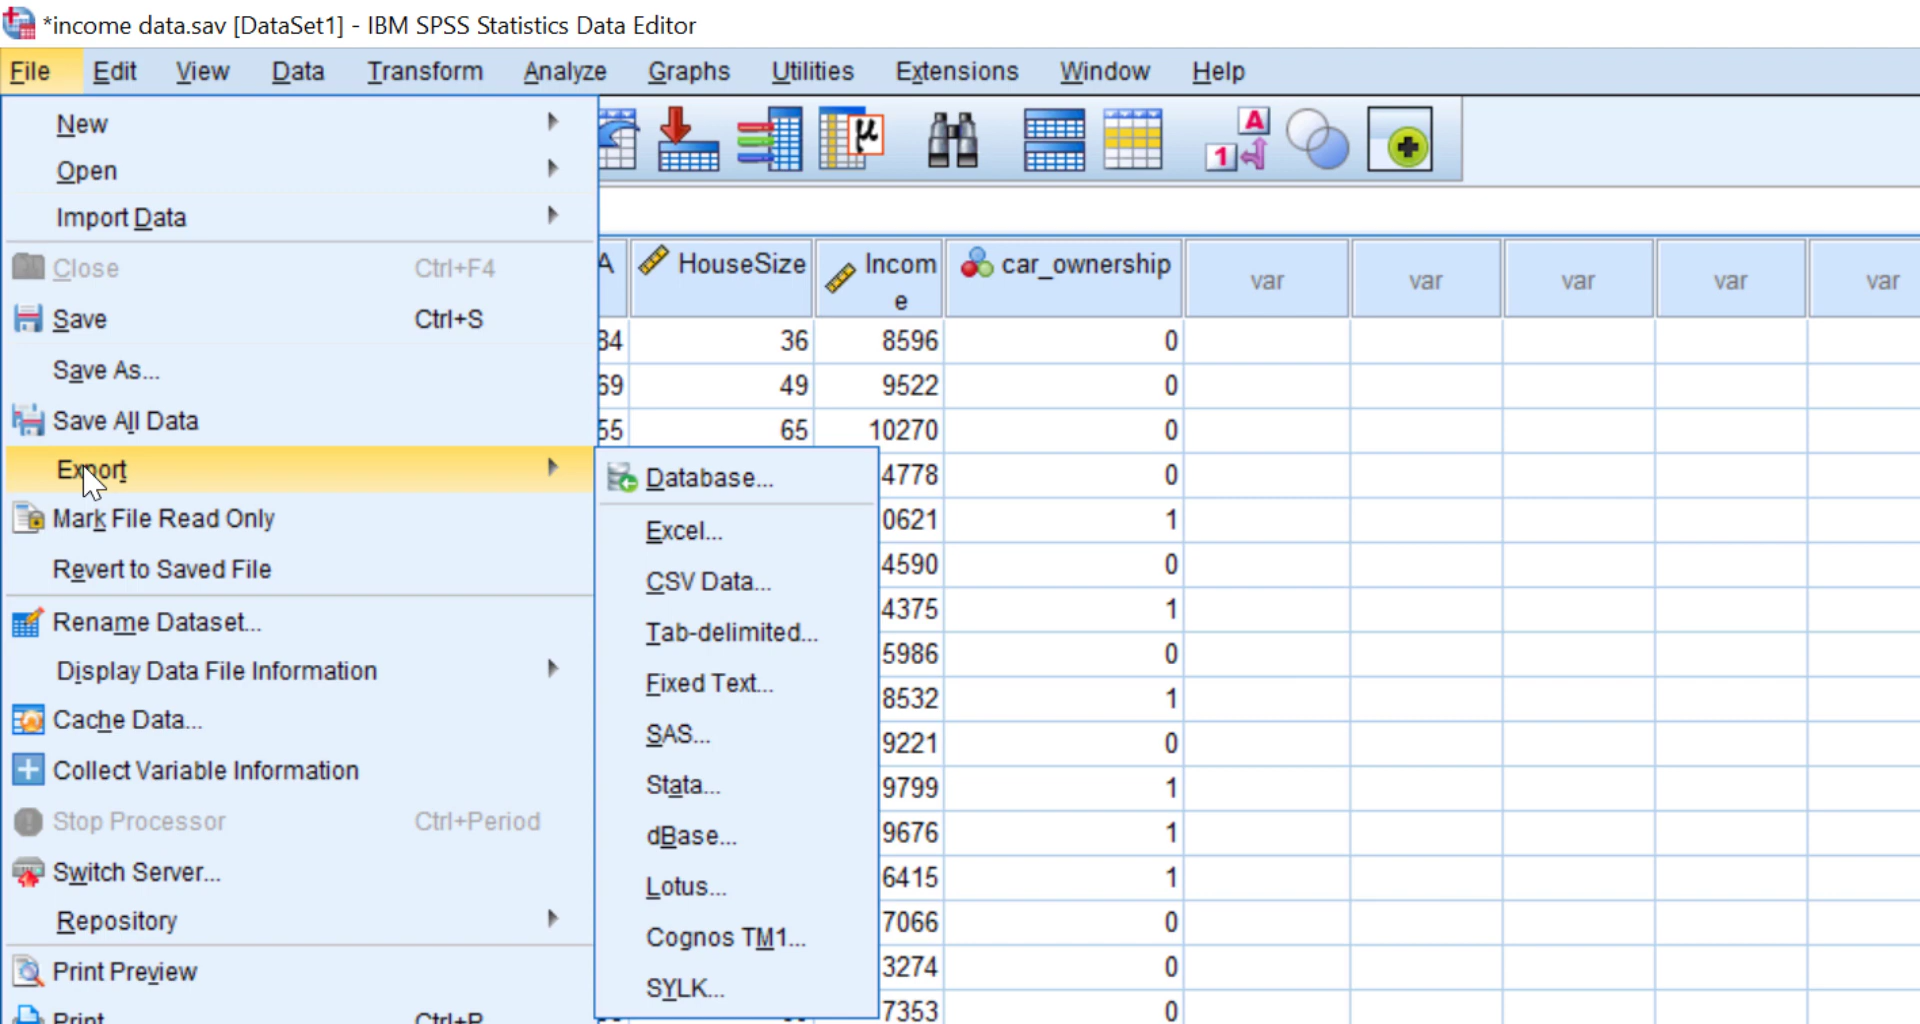 *income data.sav [DataSet1] - IBM SPSS Statistics Data Editor
File Edit View Data Transform Analyze Graphs Utilities Extensions Window Help
New
Open
Import Data
Close Ctrl+F4
Save Ctrl+S
Save As...
Save All Data
Export
Mark File Read Only
Revert to Saved File
Rename Dataset...
Display Data File Information
Cache Data...
Collect Variable Information
Stop Processor Ctrl+Period
Switch Server...
Repository
Print Preview
Print Ctrl+P
Database...
Excel...
CSV Data...
Tab-delimited...
Fixed Text...
SAS...
Stata...
dBase...
Lotus...
Cognos TM1...
SYLK...
µ
A
1
A HouseSize Incom car_ownership var var var var var
e
84 36 8596 0
69 49 9522 0
55 65 10270 0
4778 0
0621 1
4590 0
4375 1
5986 0
8532 1
9221 0
9799 1
9676 1
6415 1
7066 0
3274 0
7353 0